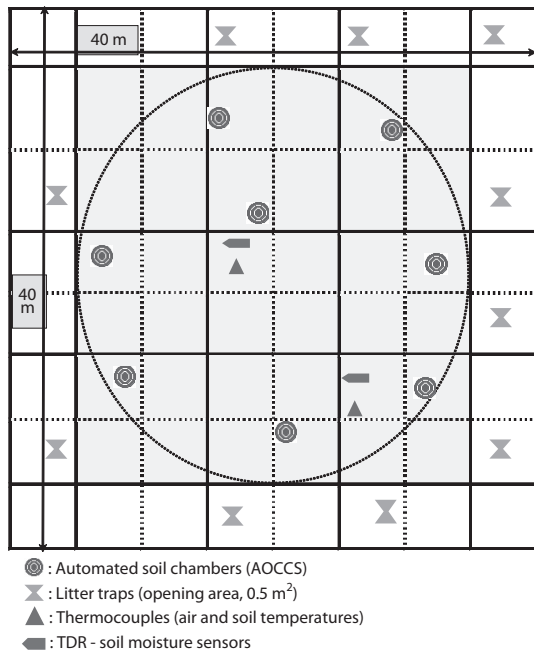 40 m
40
m
: Automated soil chambers (AOCCS)
: Litter traps (opening area, 0.5 m²)
: Thermocouples (air and soil temperatures)
: TDR - soil moisture sensors